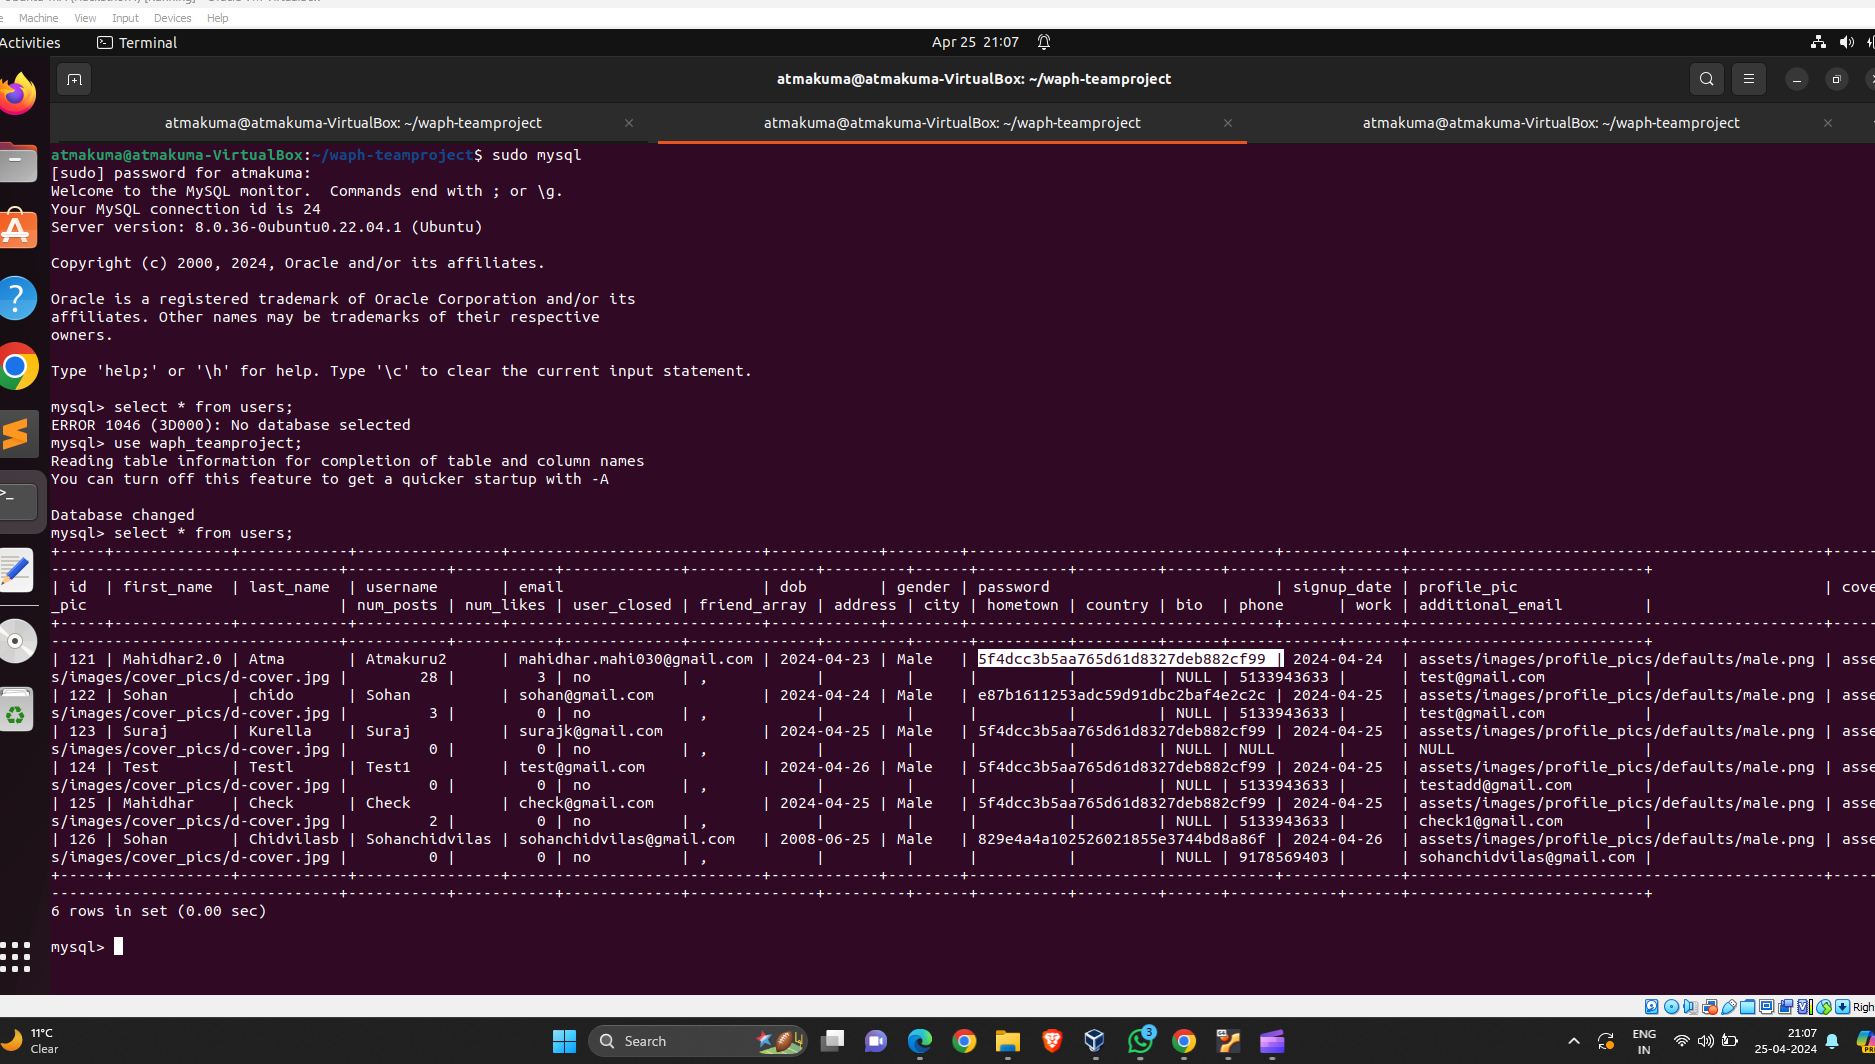 Machine View Input Devices Help
Activities Terminal Apr 25 21:07
atmakuma@atmakuma-VirtualBox: ~/waph-teamproject
atmakuma@atmakuma-VirtualBox: ~/waph-teamproject × atmakuma@atmakuma-VirtualBox: ~/waph-teamproject × atmakuma@atmakuma-VirtualBox: ~/waph-teamproject ×
atmakuma@atmakuma-VirtualBox:~/waph-teamproject$ sudo mysql
[sudo] password for atmakuma:
Welcome to the MySQL monitor.  Commands end with ; or \g.
Your MySQL connection id is 24
Server version: 8.0.36-0ubuntu0.22.04.1 (Ubuntu)
Copyright (c) 2000, 2024, Oracle and/or its affiliates.
Oracle is a registered trademark of Oracle Corporation and/or its
affiliates. Other names may be trademarks of their respective
owners.
Type 'help;' or '\h' for help. Type '\c' to clear the current input statement.
mysql> select * from users;
ERROR 1046 (3D000): No database selected
mysql> use waph_teamproject;
Reading table information for completion of table and column names
You can turn off this feature to get a quicker startup with -A
Database changed
mysql> select * from users;
| id | first_name | last_name | username | email | dob | gender | password | signup_date | profile_pic | cove
_pic | num_posts | num_likes | user_closed | friend_array | address | city | hometown | country | bio | phone | work | additional_email |
| 121 | Mahidhar2.0 | Atma | Atmakuru2 | mahidhar.mahi030@gmail.com | 2024-04-23 | Male | 5f4dcc3b5aa765d61d8327deb882cf99 | 2024-04-24 | assets/images/profile_pics/defaults/male.png | asse
s/images/cover_pics/d-cover.jpg | 28 | 3 | no | , | | | | | NULL | 5133943633 | | test@gmail.com |
| 122 | Sohan | chido | Sohan | sohan@gmail.com | 2024-04-24 | Male | e87b1611253adc59d91dbc2baf4e2c2c | 2024-04-25 | assets/images/profile_pics/defaults/male.png | asse
s/images/cover_pics/d-cover.jpg | 3 | 0 | no | , | | | | | NULL | 5133943633 | | test@gmail.com |
| 123 | Suraj | Kurella | Suraj | surajk@gmail.com | 2024-04-25 | Male | 5f4dcc3b5aa765d61d8327deb882cf99 | 2024-04-25 | assets/images/profile_pics/defaults/male.png | asse
s/images/cover_pics/d-cover.jpg | 0 | 0 | no | , | | | | | NULL | NULL | | NULL |
| 124 | Test | Testl | Test1 | test@gmail.com | 2024-04-26 | Male | 5f4dcc3b5aa765d61d8327deb882cf99 | 2024-04-25 | assets/images/profile_pics/defaults/male.png | asse
s/images/cover_pics/d-cover.jpg | 0 | 0 | no | , | | | | | NULL | 5133943633 | | testadd@gmail.com |
| 125 | Mahidhar | Check | Check | check@gmail.com | 2024-04-25 | Male | 5f4dcc3b5aa765d61d8327deb882cf99 | 2024-04-25 | assets/images/profile_pics/defaults/male.png | asse
s/images/cover_pics/d-cover.jpg | 2 | 0 | no | , | | | | | NULL | 5133943633 | | check1@gmail.com |
| 126 | Sohan | Chidvilasb | Sohanchidvilas | sohanchidvilas@gmail.com | 2008-06-25 | Male | 829e4a4a102526021855e3744bd8a86f | 2024-04-26 | assets/images/profile_pics/defaults/male.png | asse
s/images/cover_pics/d-cover.jpg | 0 | 0 | no | , | | | | | NULL | 9178569403 | | sohanchidvilas@gmail.com |
6 rows in set (0.00 sec)
mysql>
Righ
11°C
Clear
Search
3
ENG
IN
21:07
25-04-2024